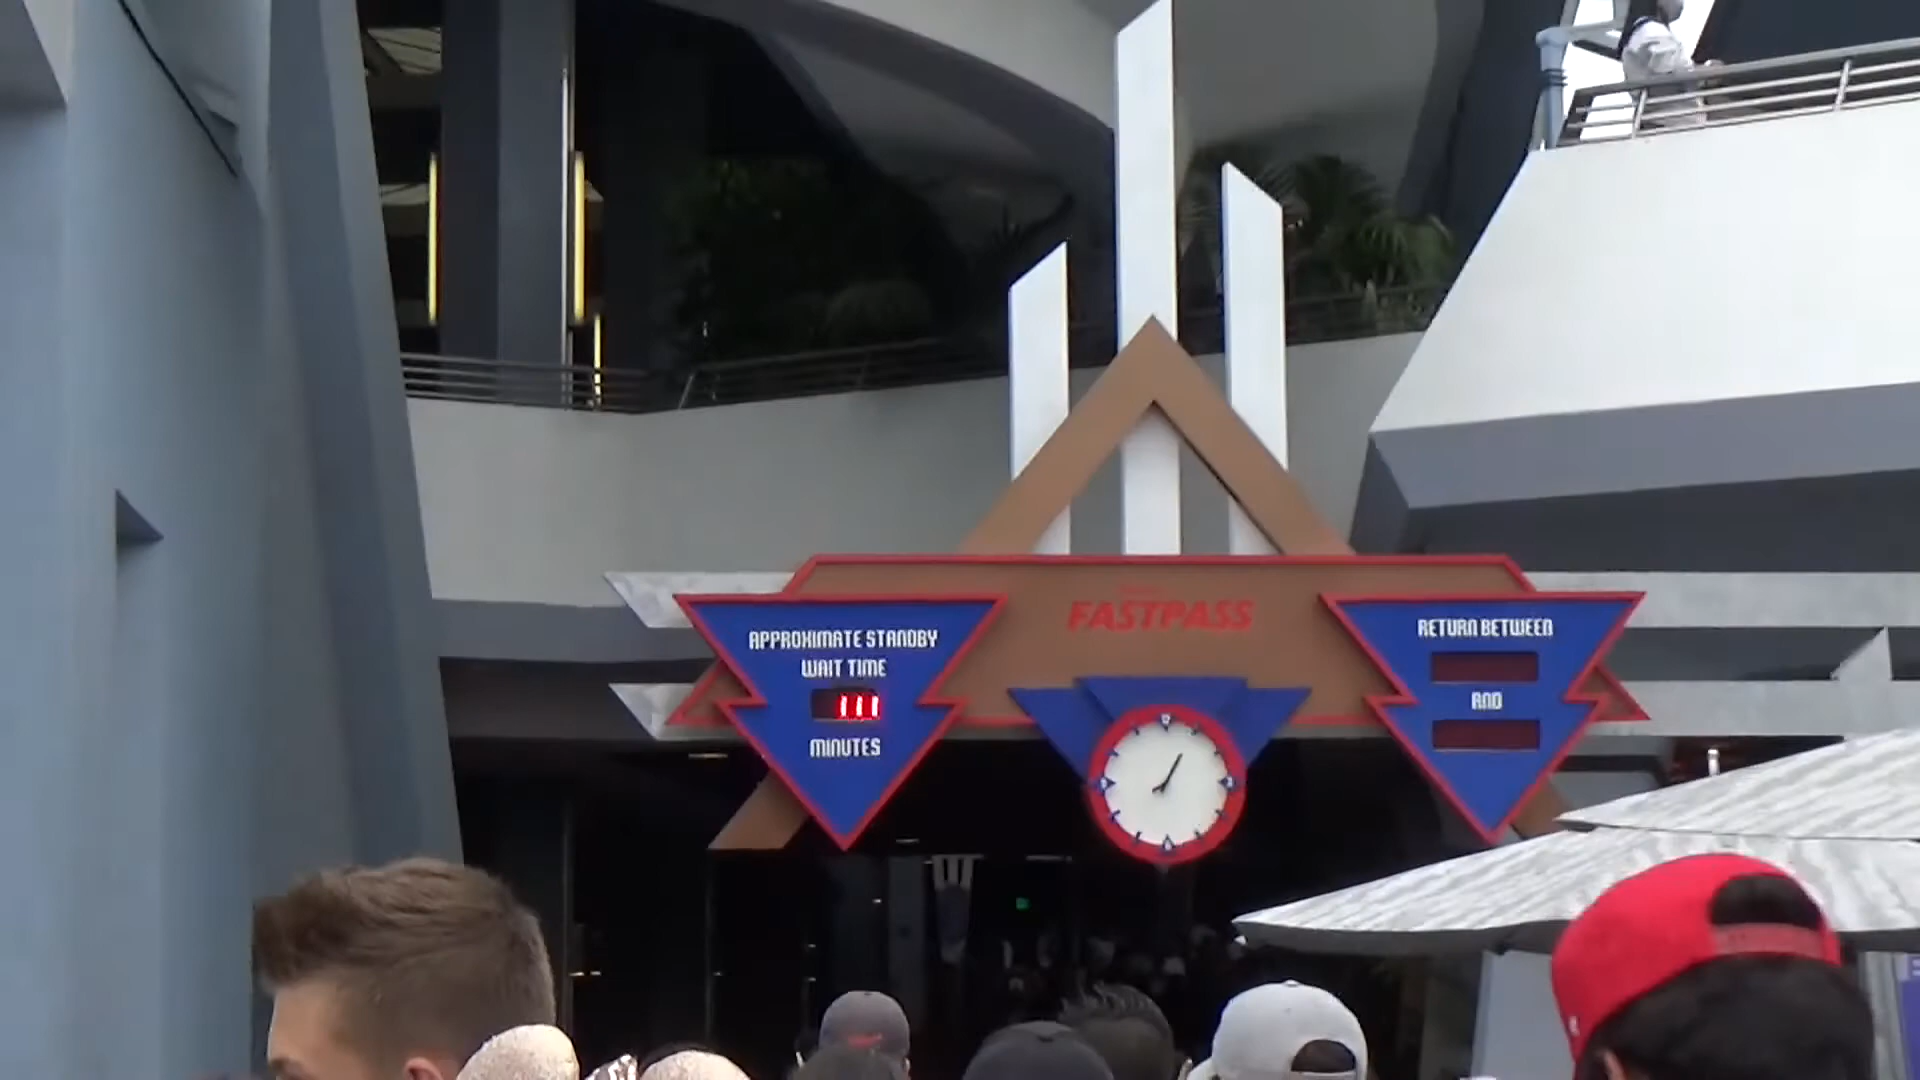 FASTPASS
APPROXIMATE STANDBY
WAIT TIME
111
MINUTES
RETURN BETWEEN
AND